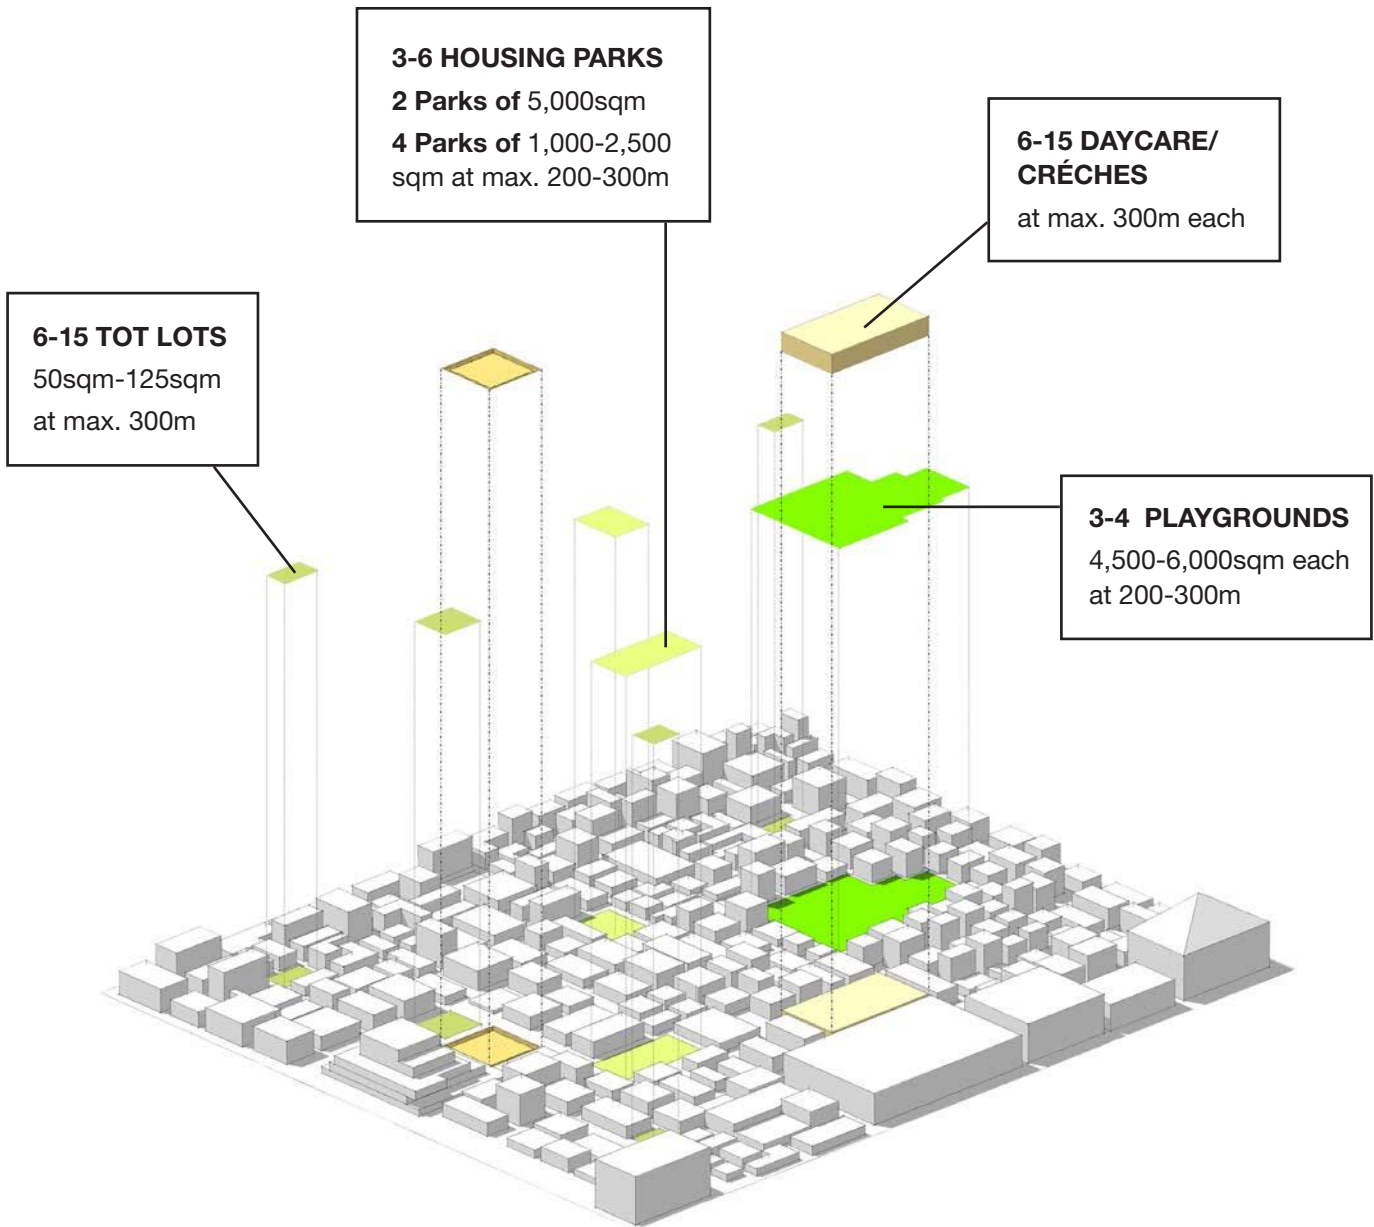 3-6 HOUSING PARKS
2 Parks of 5,000sqm
4 Parks of 1,000-2,500
sqm at max. 200-300m
6-15 DAYCARE/
CRÉCHES
at max. 300m each
6-15 TOT LOTS
50sqm-125sqm
at max. 300m
3-4 PLAYGROUNDS
4,500-6,000sqm each
at 200-300m